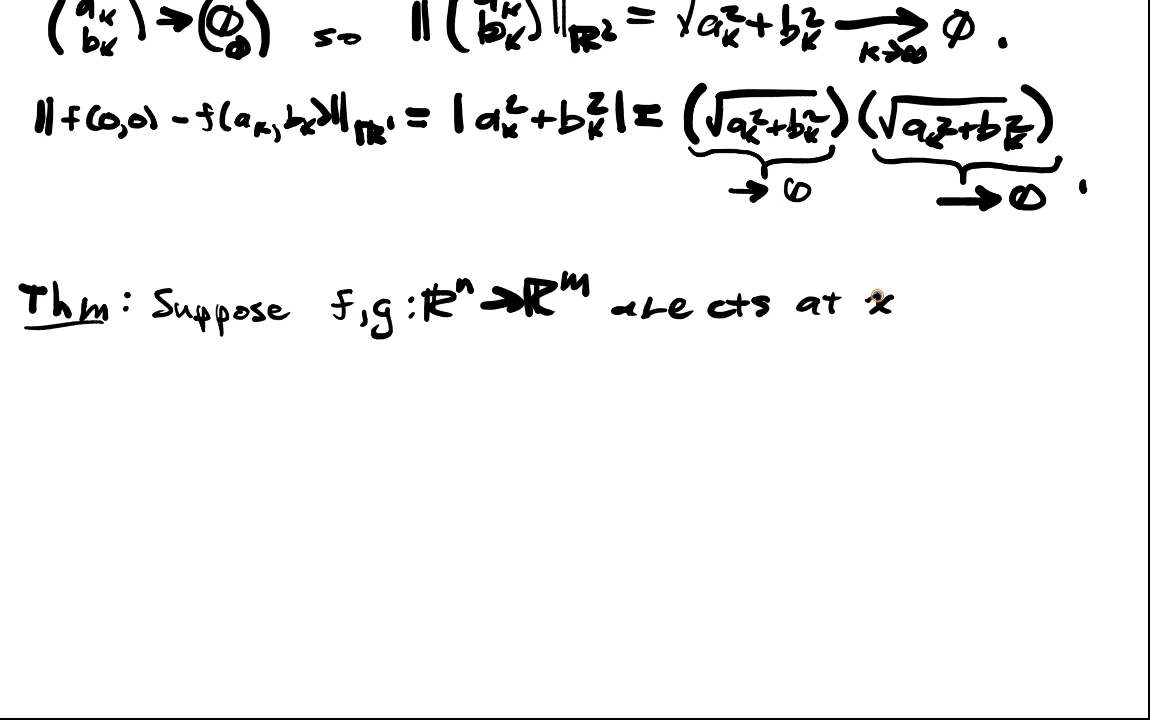 (a_k b_k) → (0 0) so ‖(a_k b_k)‖_ℝ² = √a_k²+b_k² ⟶ k→∞ 0 .
‖f(0,0) - f(a_k, b_k)‖_ℝ¹ = |a_k²+b_k²| = (√a_k²+b_k²)(√a_k²+b_k²)
→ 0 → 0 .
Thm: Suppose f,g:ℝⁿ→ℝᵐ are cts at x